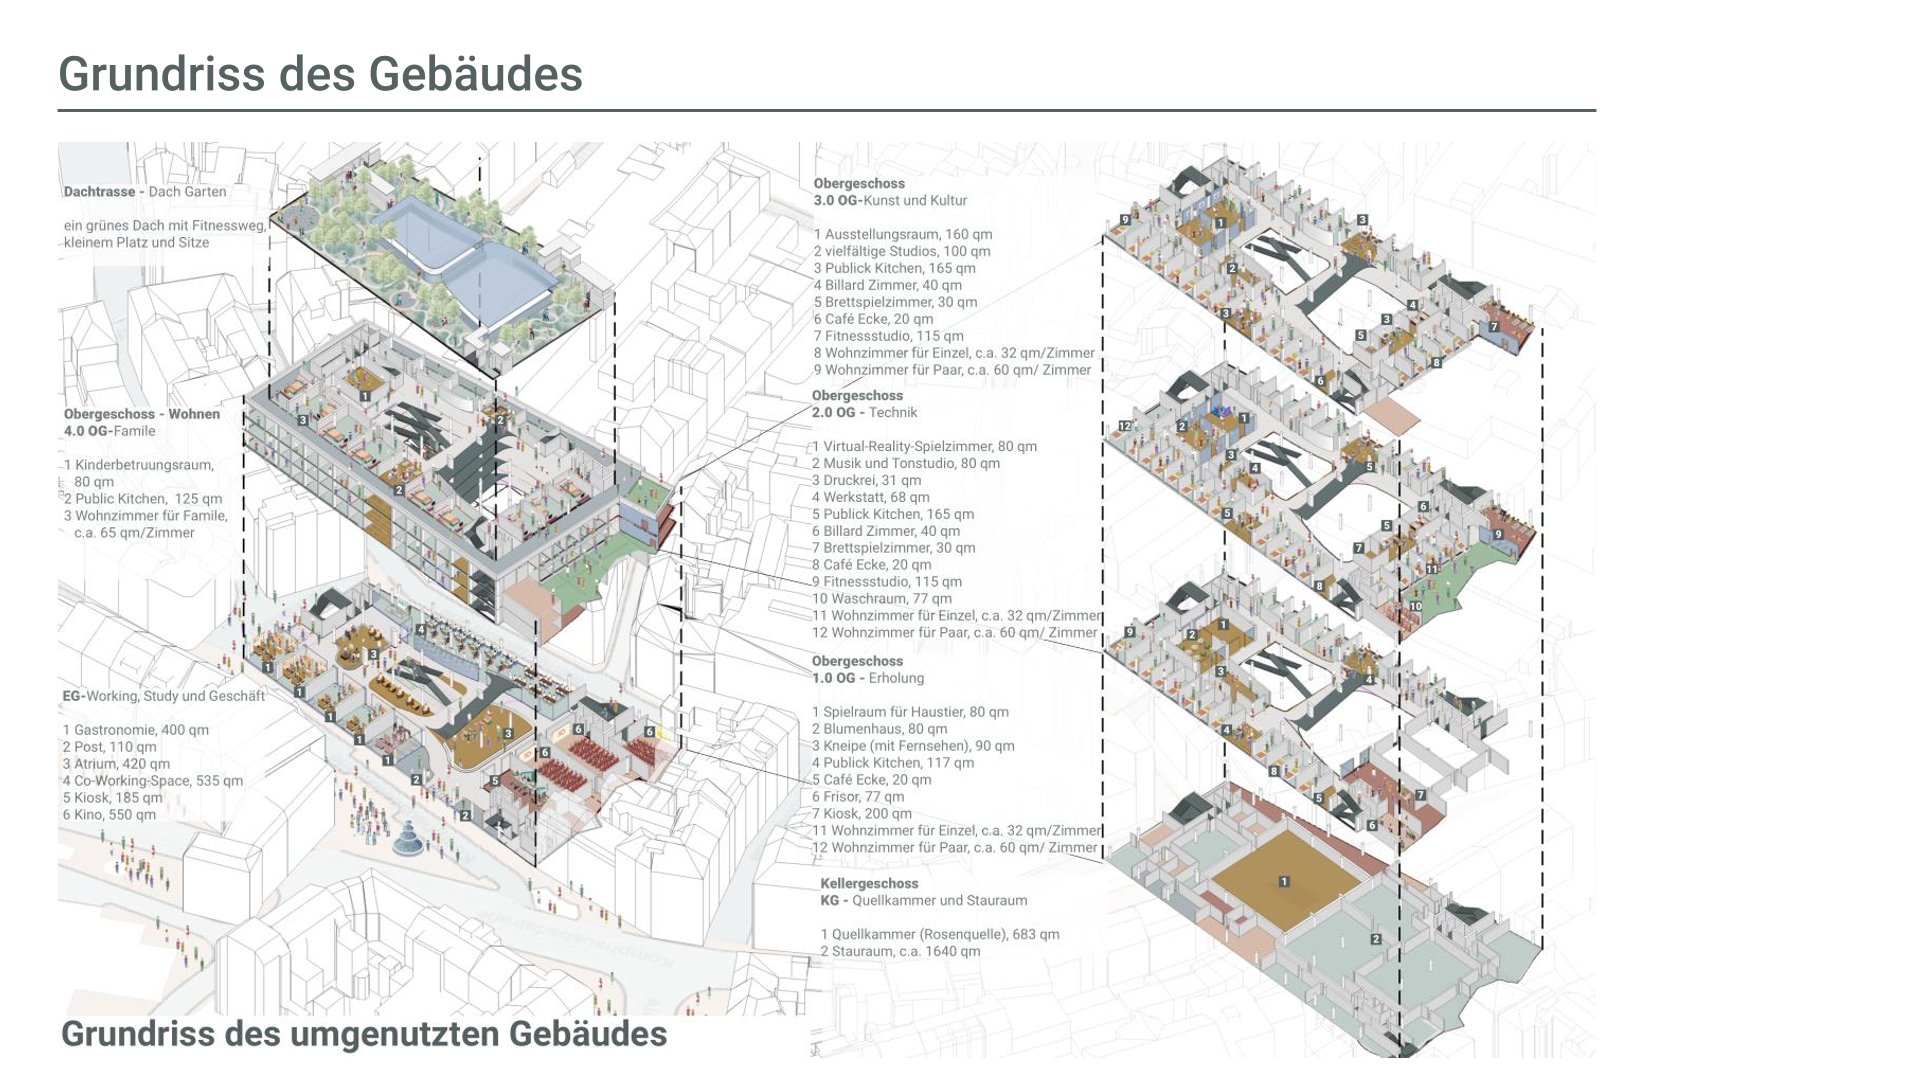 Grundriss des Gebäudes
Dachtrasse - Dach Garten
ein grünes Dach mit Fitnessweg,
kleinem Platz und Sitze
Obergeschoss - Wohnen
4.0 OG-Famile
1 Kinderbetruungsraum,
80 qm
2 Public Kitchen, 125 qm
3 Wohnzimmer für Famile,
c.a. 65 qm/Zimmer
EG-Working, Study und Geschäft
1 Gastronomie, 400 qm
2 Post, 110 qm
3 Atrium, 420 qm
4 Co-Working-Space, 535 qm
5 Kiosk, 185 qm
6 Kino, 550 qm
Obergeschoss
3.0 OG-Kunst und Kultur
1 Ausstellungsraum, 160 qm
2 vielfältige Studios, 100 qm
3 Publick Kitchen, 165 qm
4 Billard Zimmer, 40 qm
5 Brettspielzimmer, 30 qm
6 Café Ecke, 20 qm
7 Fitnessstudio, 115 qm
8 Wohnzimmer für Einzel, c.a. 32 qm/Zimmer
9 Wohnzimmer für Paar, c.a. 60 qm/ Zimmer
Obergeschoss
2.0 OG - Technik
1 Virtual-Reality-Spielzimmer, 80 qm
2 Musik und Tonstudio, 80 qm
3 Druckrei, 31 qm
4 Werkstatt, 68 qm
5 Publick Kitchen, 165 qm
6 Billard Zimmer, 40 qm
7 Brettspielzimmer, 30 qm
8 Café Ecke, 20 qm
9 Fitnessstudio, 115 qm
10 Waschraum, 77 qm
11 Wohnzimmer für Einzel, c.a. 32 qm/Zimmer
12 Wohnzimmer für Paar, c.a. 60 qm/ Zimmer
Obergeschoss
1.0 OG - Erholung
1 Spielraum für Haustier, 80 qm
2 Blumenhaus, 80 qm
3 Kneipe (mit Fernsehen), 90 qm
4 Publick Kitchen, 117 qm
5 Café Ecke, 20 qm
6 Frisor, 77 qm
7 Kiosk, 200 qm
11 Wohnzimmer für Einzel, c.a. 32 qm/Zimmer
12 Wohnzimmer für Paar, c.a. 60 qm/ Zimmer
Kellergeschoss
KG - Quellkammer und Stauraum
1 Quellkammer (Rosenquelle), 683 qm
2 Stauraum, c.a. 1640 qm
Grundriss des umgenutzten Gebäudes